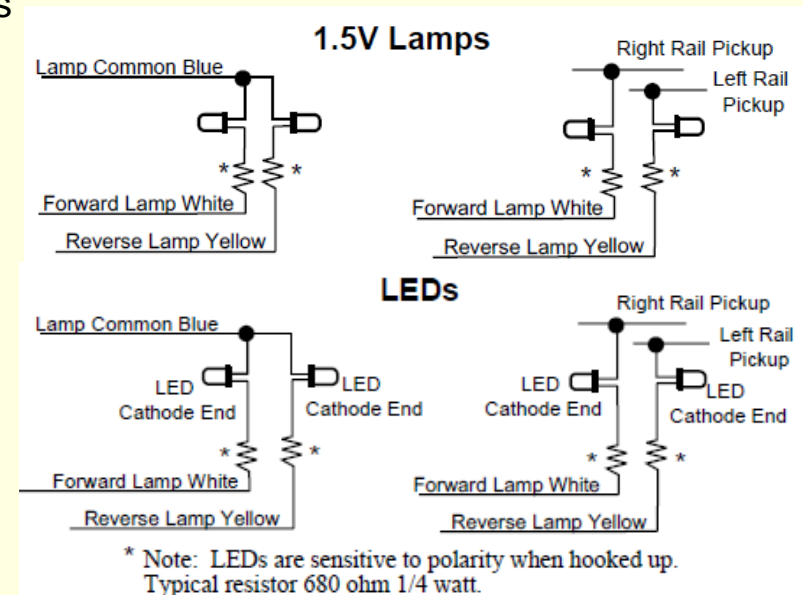 s
1.5V Lamps
Lamp Common Blue
*
*
Forward Lamp White
Reverse Lamp Yellow
Right Rail Pickup
Left Rail
Pickup
*
*
Forward Lamp White
Reverse Lamp Yellow
LEDs
Lamp Common Blue
LED
Cathode End
LED
Cathode End
*
*
Forward Lamp White
Reverse Lamp Yellow
Right Rail Pickup
Left Rail
Pickup
LED
Cathode End
LED
Cathode End
*
*
Forward Lamp White
Reverse Lamp Yellow
* Note: LEDs are sensitive to polarity when hooked up.
Typical resistor 680 ohm 1/4 watt.